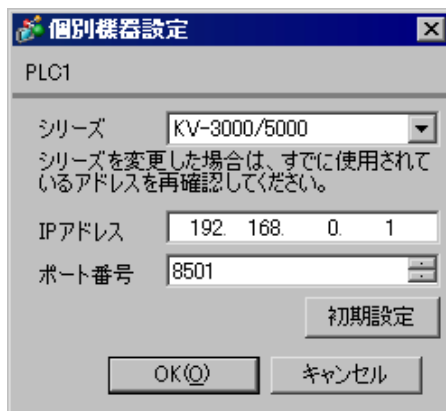 個別機器設定
PLC1
シリーズ KV-3000/5000
シリーズを変更した場合は、すでに使用されて
いるアドレスを再確認してください。
IPアドレス 192. 168. 0. 1
ポート番号 8501
初期設定
OK(O) キャンセル